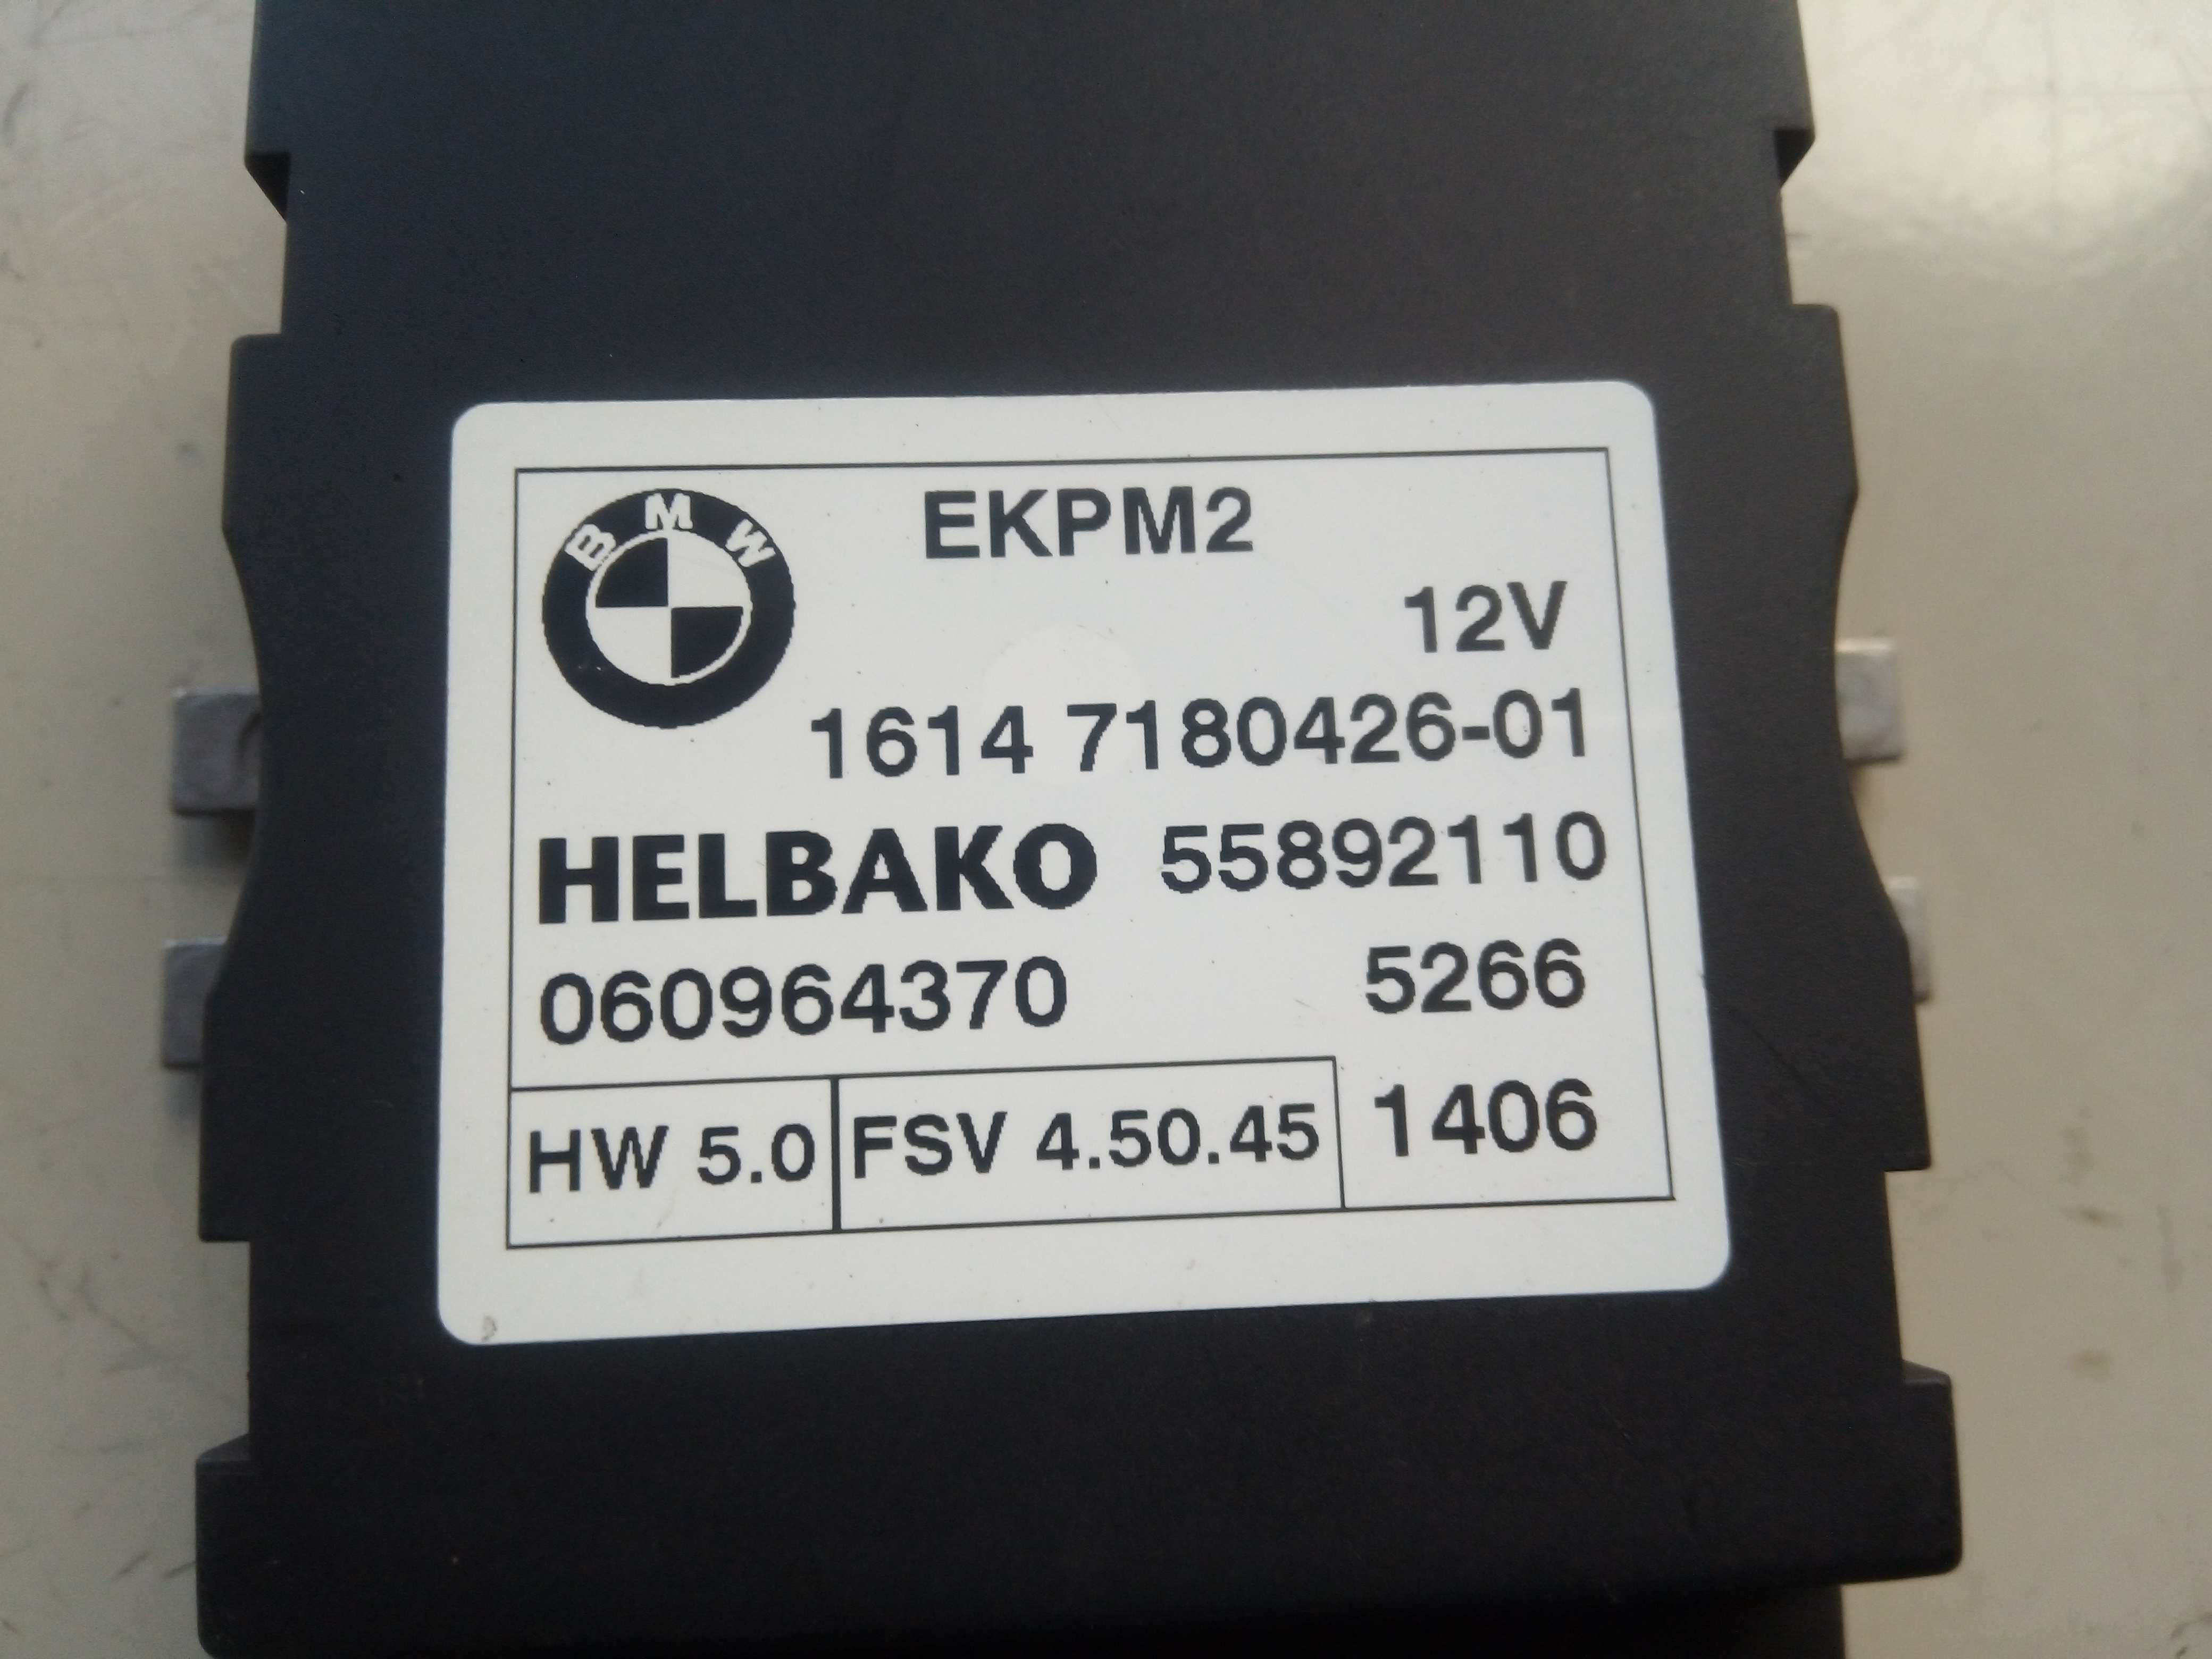 BMW
EKPM2
12V
1614 7180426-01
HELBAKO 55892110
060964370 5266
HW 5.0 FSV 4.50.45 1406